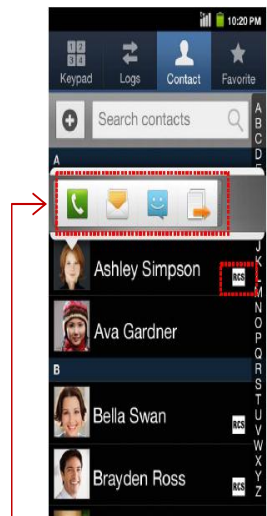 10:20 PM
Keypad Logs Contact Favorite
Search contacts
A
B
C
D
A
J
K
L
Ashley Simpson RCS
M
N
O
Ava Gardner
P
Q
R
B
S
T
U
Bella Swan RCS
V
W
X
Brayden Ross RCS
Y
Z